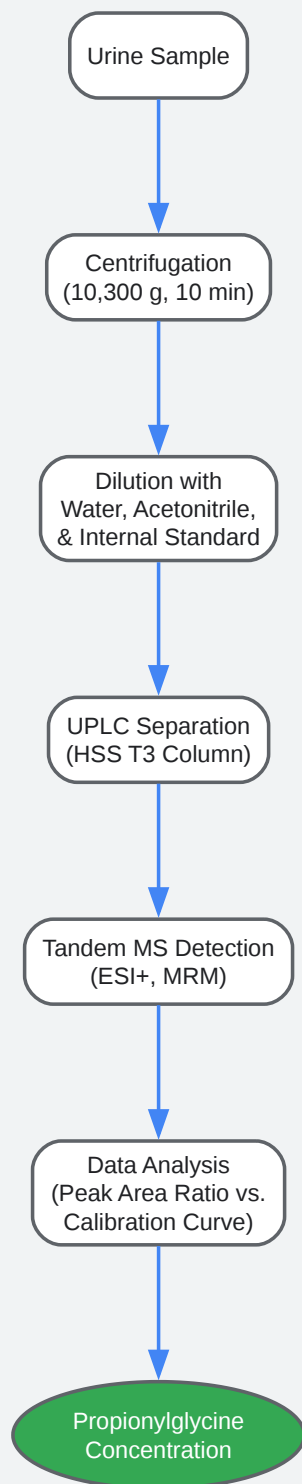 Urine Sample
Centrifugation
(10,300 g, 10 min)
Dilution with
Water, Acetonitrile,
& Internal Standard
UPLC Separation
(HSS T3 Column)
Tandem MS Detection
(ESI+, MRM)
Data Analysis
(Peak Area Ratio vs.
Calibration Curve)
Propionylglycine
Concentration